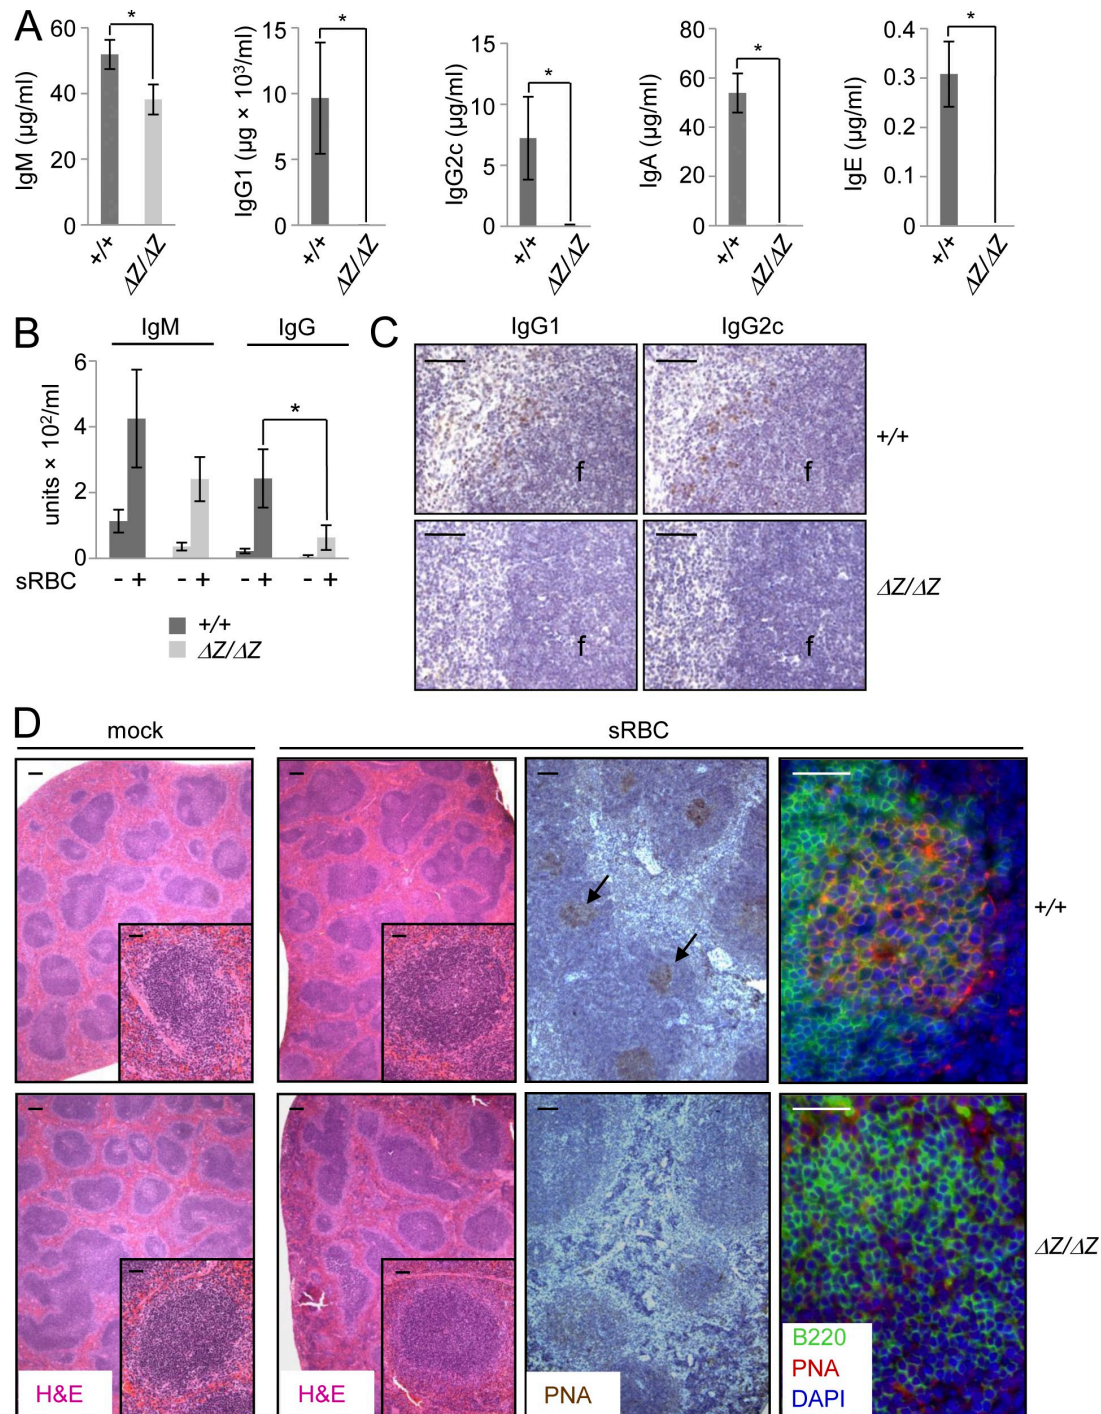 A
IgM (µg/ml)
60
40
20
0
+/+
ΔZ/ΔZ
*
IgG1 (µg × 10³/ml)
15
10
5
0
+/+
ΔZ/ΔZ
*
IgG2c (µg/ml)
15
10
5
0
+/+
ΔZ/ΔZ
*
IgA (µg/ml)
80
60
40
20
0
+/+
ΔZ/ΔZ
*
IgE (µg/ml)
0.4
0.3
0.2
0.1
0
+/+
ΔZ/ΔZ
*
B
IgM IgG
units × 10²/ml
6
4
2
0
*
sRBC - + - + - + - +
+/+
ΔZ/ΔZ
C
IgG1 IgG2c
f f
+/+
f f
ΔZ/ΔZ
D
mock sRBC
+/+
ΔZ/ΔZ
H&E
H&E
PNA
B220
PNA
DAPI